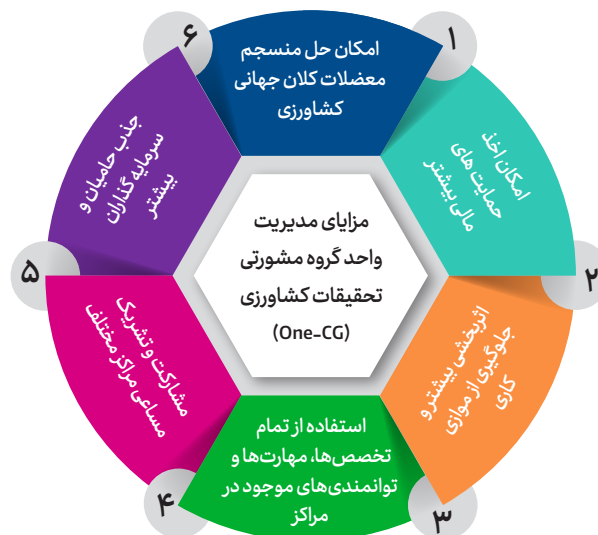 مزایای مدیریت
واحد گروه مشورتی
تحقیقات کشاورزی
(One-CG)
امکان حل منسجم
معضلات کلان جهانی
کشاورزی
۱
امکان اخذ
حمایت های
مالی بیشتر
۲
اثربخشی بیشتر و
جلوگیری از موازی
کاری
۳
استفاده از تمام
تخصص‌ها، مهارت‌ها و
توانمندی‌های موجود در
مراکز
۴
مشارکت و تشریک
مساعی مراکز مختلف
۵
جذب حامیان و
سرمایه گذاران
بیشتر
۶